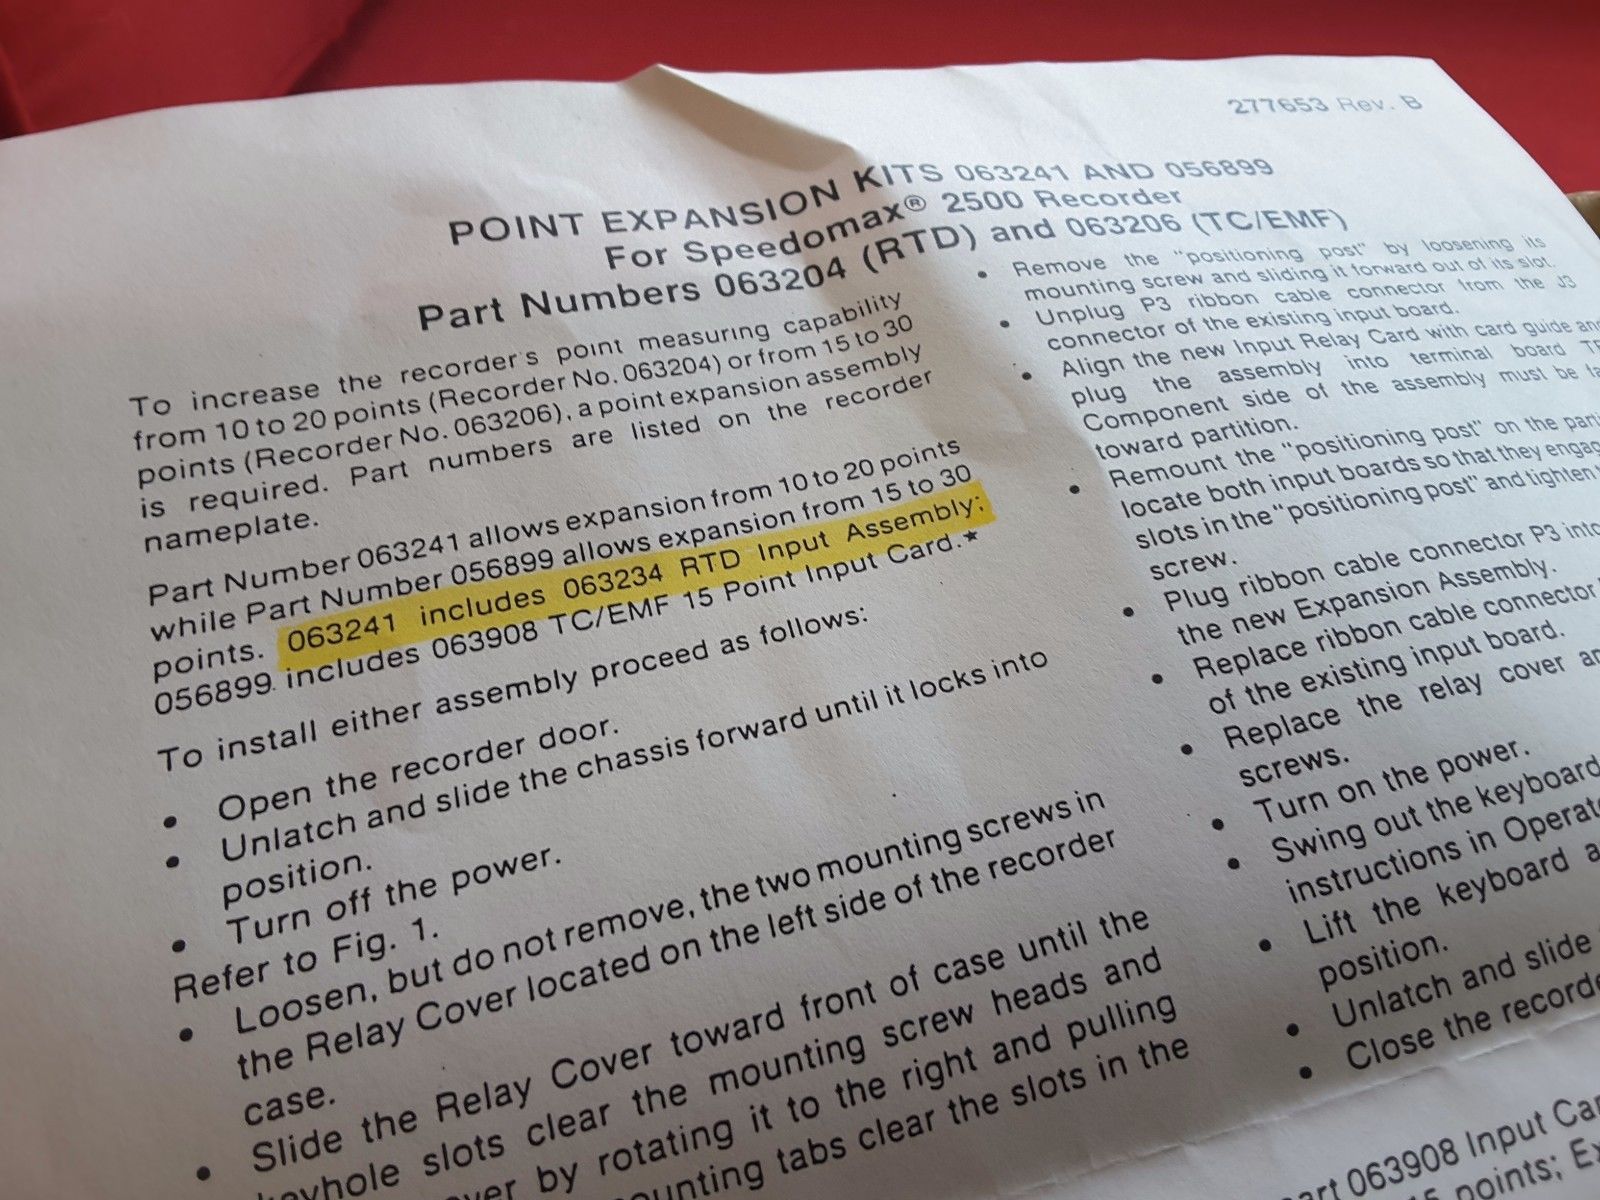 277653 Rev. B
POINT EXPANSION KITS 063241 AND 056899
For Speedomax® 2500 Recorder
Part Numbers 063204 (RTD) and 063206 (TC/EMF)
To increase the recorder's point measuring capability
from 10 to 20 points (Recorder No. 063204) or from 15 to 30
points (Recorder No. 063206), a point expansion assembly
is required. Part numbers are listed on the recorder
nameplate.
Part Number 063241 allows expansion from 10 to 20 points
while Part Number 056899 allows expansion from 15 to 30
points. 063241 includes 063234 RTD Input Assembly;
056899 includes 063908 TC/EMF 15 Point Input Card.★
To install either assembly proceed as follows:
• Open the recorder door.
• Unlatch and slide the chassis forward until it locks into
position.
• Turn off the power.
Refer to Fig. 1.
• Loosen, but do not remove, the two mounting screws in
the Relay Cover located on the left side of the recorder
case.
• Slide the Relay Cover toward front of case until the
keyhole slots clear the mounting screw heads and
by rotating it to the right and pulling
tabs clear the slots in the
• Remove the "positioning post" by loosening its
mounting screw and sliding it forward out of its slot.
• Unplug P3 ribbon cable connector from the J3
connector of the existing input board.
• Align the new Input Relay Card with card guide and
plug the assembly into terminal board
Component side of the assembly must be
toward partition.
• Remount the "positioning post" on the
locate both input boards so that they
slots in the "positioning post" and tighten
screw.
• Plug ribbon cable connector P3 into
the new Expansion Assembly.
• Replace ribbon cable connector
of the existing input board.
• Replace the relay cover
screws.
• Turn on the power.
• Swing out the keyboard
instructions in
• Lift the keyboard
position.
• Unlatch and slide
• Close the
063908 Input
points;